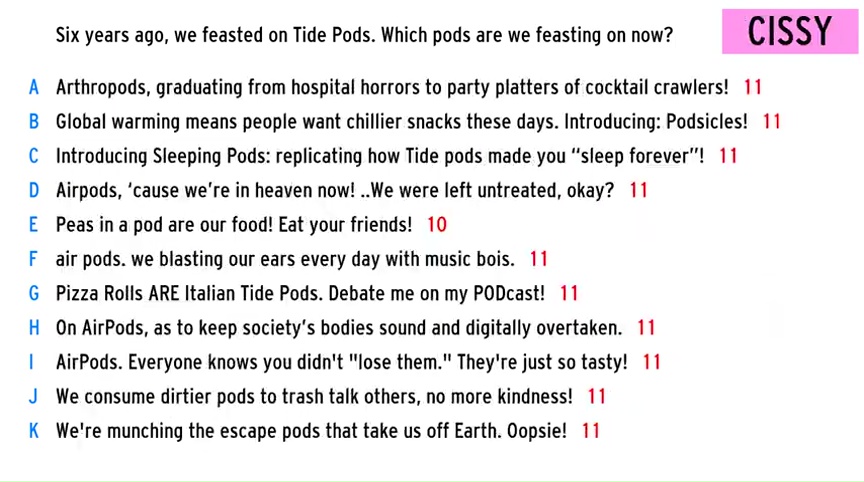 Six years ago, we feasted on Tide Pods. Which pods are we feasting on now?
CISSY
A Arthropods, graduating from hospital horrors to party platters of cocktail crawlers! 11
B Global warming means people want chillier snacks these days. Introducing: Podsicles! 11
C Introducing Sleeping Pods: replicating how Tide pods made you “sleep forever”! 11
D Airpods, ‘cause we’re in heaven now! ..We were left untreated, okay? 11
E Peas in a pod are our food! Eat your friends! 10
F air pods. we blasting our ears every day with music bois. 11
G Pizza Rolls ARE Italian Tide Pods. Debate me on my PODcast! 11
H On AirPods, as to keep society’s bodies sound and digitally overtaken. 11
I AirPods. Everyone knows you didn't "lose them." They're just so tasty! 11
J We consume dirtier pods to trash talk others, no more kindness! 11
K We're munching the escape pods that take us off Earth. Oopsie! 11